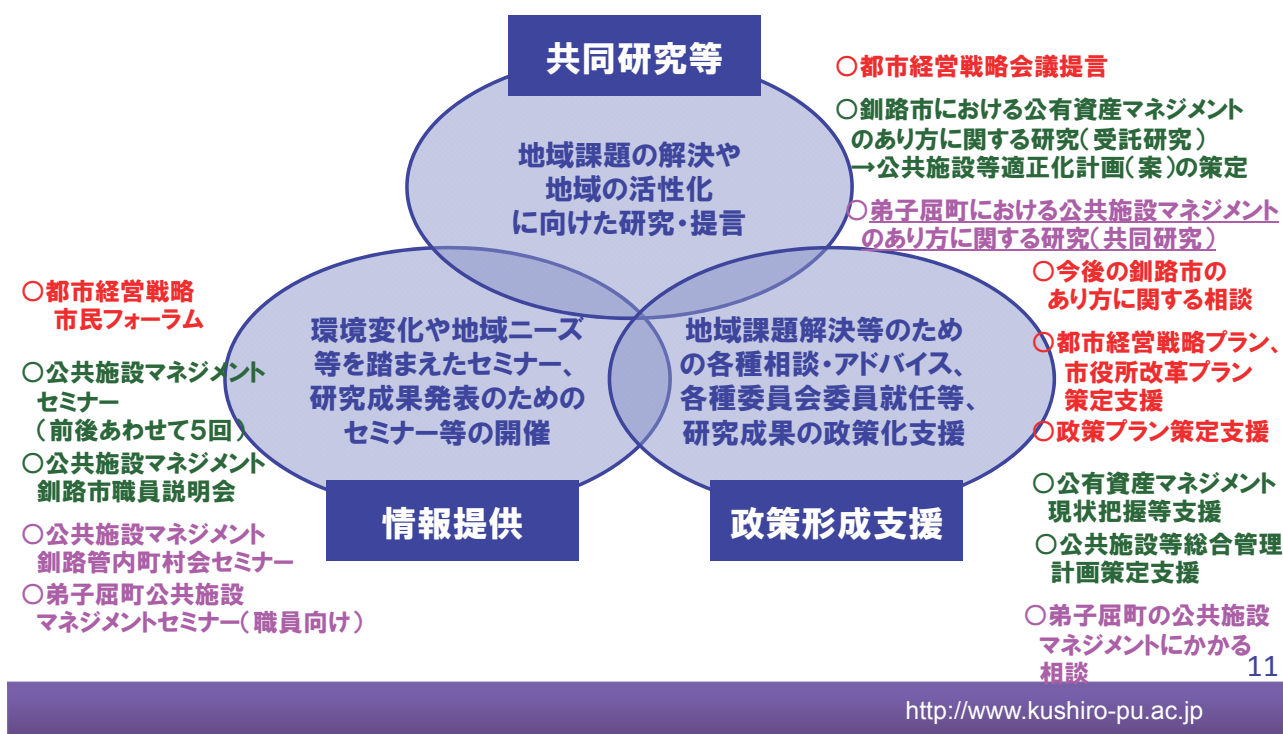 共同研究等
地域課題の解決や
地域の活性化
に向けた研究・提言
○都市経営戦略会議提言
○釧路市における公有資産マネジメント
のあり方に関する研究(受託研究)
→公共施設等適正化計画(案)の策定
○弟子屈町における公共施設マネジメント
のあり方に関する研究(共同研究)
○都市経営戦略
市民フォーラム
○公共施設マネジメント
セミナー
(前後あわせて5回)
○公共施設マネジメント
釧路市職員説明会
○公共施設マネジメント
釧路管内町村会セミナー
○弟子屈町公共施設
マネジメントセミナー(職員向け)
環境変化や地域ニーズ
等を踏まえたセミナー、
研究成果発表のための
セミナー等の開催
情報提供
地域課題解決等のため
の各種相談・アドバイス、
各種委員会委員就任等、
研究成果の政策化支援
政策形成支援
○今後の釧路市の
あり方に関する相談
○都市経営戦略プラン、
市役所改革プラン
策定支援
○政策プラン策定支援
○公有資産マネジメント
現状把握等支援
○公共施設等総合管理
計画策定支援
○弟子屈町の公共施設
マネジメントにかかる
相談
11
http://www.kushiro-pu.ac.jp